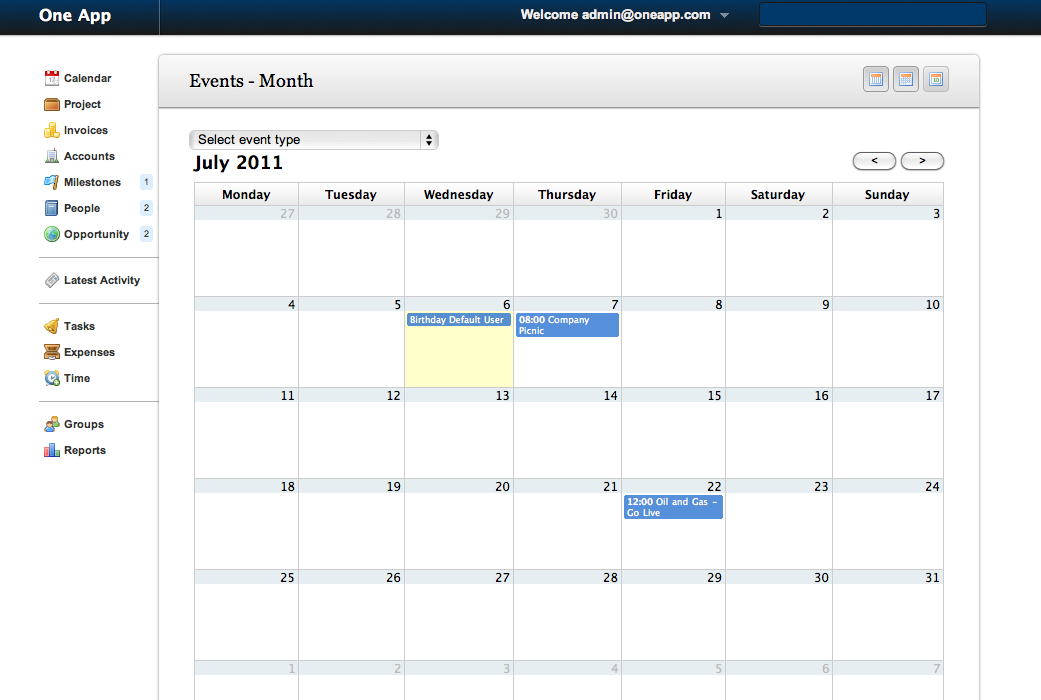 One App
Welcome admin@oneapp.com
Calendar
Project
Invoices
Accounts
Milestones 1
People 2
Opportunity 2
Latest Activity
Tasks
Expenses
Time
Groups
Reports
Events - Month
Select event type
July 2011
< >
Monday Tuesday Wednesday Thursday Friday Saturday Sunday
27 28 29 30 1 2 3
4 5 6 7 8 9 10
Birthday Default User
08:00 Company
Picnic
11 12 13 14 15 16 17
18 19 20 21 22 23 24
12:00 Oil and Gas -
Go Live
25 26 27 28 29 30 31
1 2 3 4 5 6 7